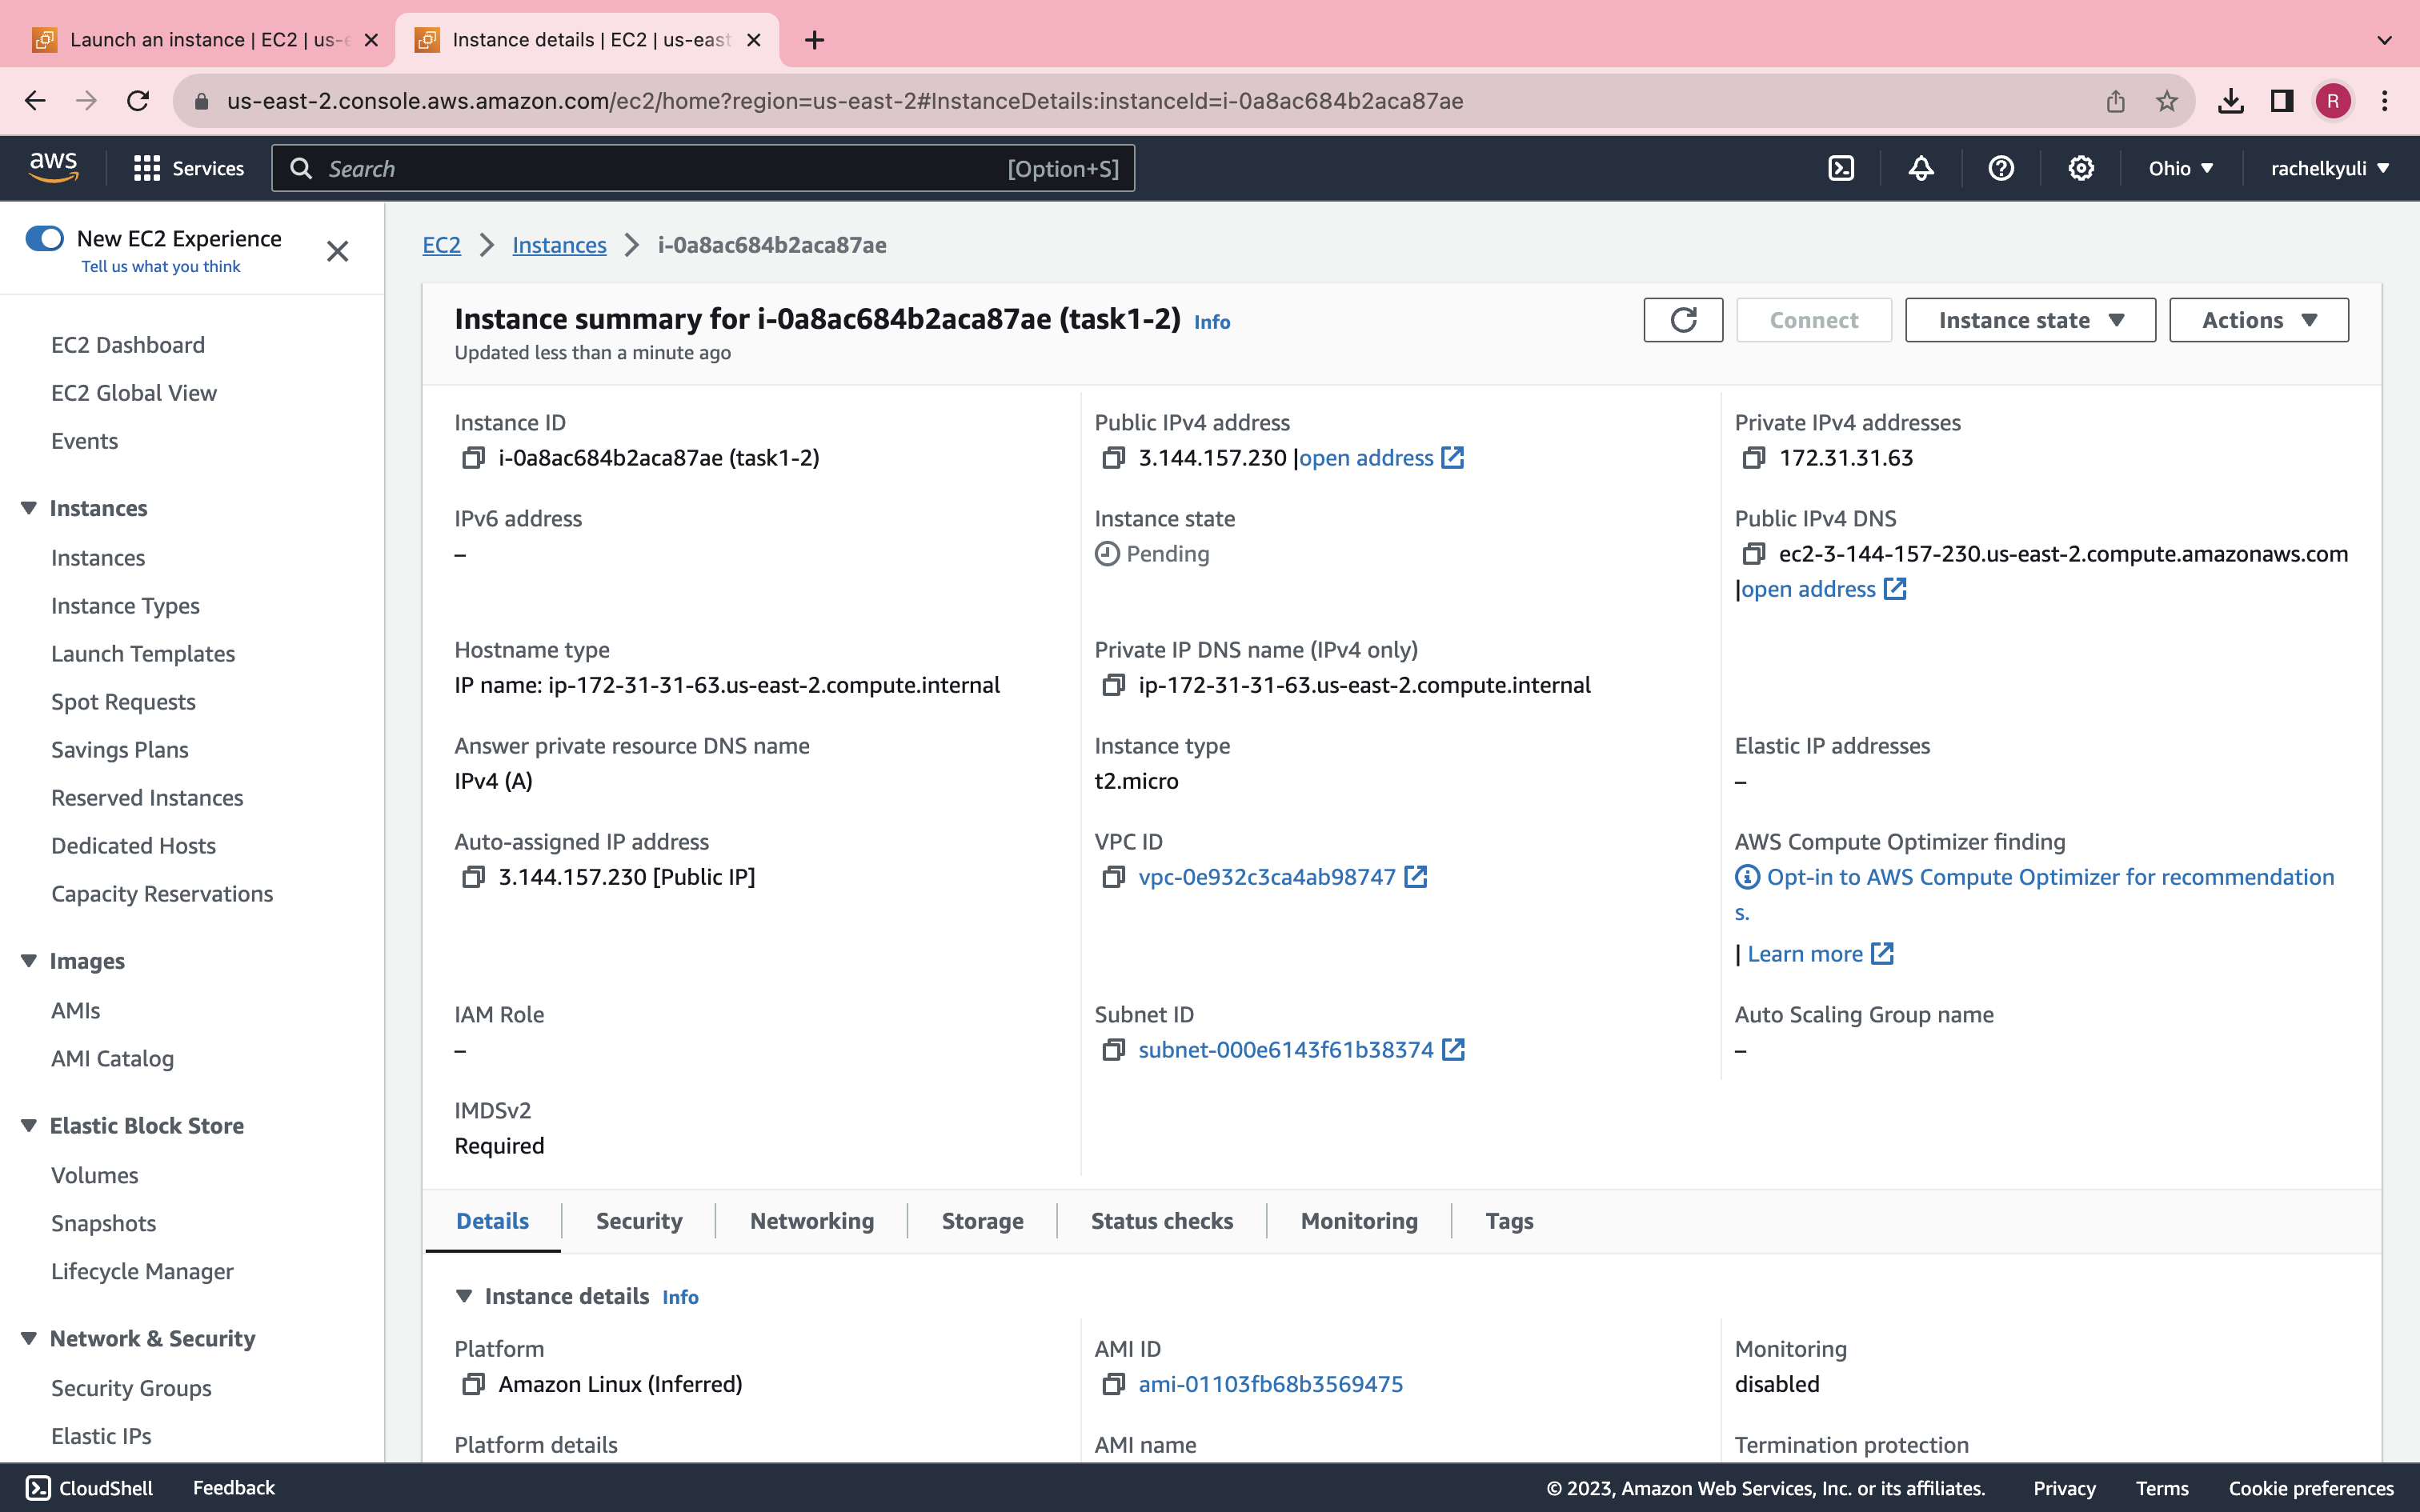 Launch an instance | EC2 | us-e
Instance details | EC2 | us-east
us-east-2.console.aws.amazon.com/ec2/home?region=us-east-2#InstanceDetails:instanceId=i-0a8ac684b2aca87ae
R
aws
Services
Search
[Option+S]
Ohio
rachelkyuli
New EC2 Experience
Tell us what you think
EC2 Dashboard
EC2 Global View
Events
Instances
Instances
Instance Types
Launch Templates
Spot Requests
Savings Plans
Reserved Instances
Dedicated Hosts
Capacity Reservations
Images
AMIs
AMI Catalog
Elastic Block Store
Volumes
Snapshots
Lifecycle Manager
Network & Security
Security Groups
Elastic IPs
EC2 > Instances > i-0a8ac684b2aca87ae
Instance summary for i-0a8ac684b2aca87ae (task1-2) Info
Updated less than a minute ago
Connect
Instance state
Actions
Instance ID
i-0a8ac684b2aca87ae (task1-2)
Public IPv4 address
3.144.157.230 |open address
Private IPv4 addresses
172.31.31.63
IPv6 address
–
Instance state
Pending
Public IPv4 DNS
ec2-3-144-157-230.us-east-2.compute.amazonaws.com
|open address
Hostname type
IP name: ip-172-31-31-63.us-east-2.compute.internal
Private IP DNS name (IPv4 only)
ip-172-31-31-63.us-east-2.compute.internal
Answer private resource DNS name
IPv4 (A)
Instance type
t2.micro
Elastic IP addresses
–
Auto-assigned IP address
3.144.157.230 [Public IP]
VPC ID
vpc-0e932c3ca4ab98747
AWS Compute Optimizer finding
Opt-in to AWS Compute Optimizer for recommendation
s.
| Learn more
IAM Role
–
Subnet ID
subnet-000e6143f61b38374
Auto Scaling Group name
–
IMDSv2
Required
Details
Security
Networking
Storage
Status checks
Monitoring
Tags
Instance details Info
Platform
Amazon Linux (Inferred)
AMI ID
ami-01103fb68b3569475
Monitoring
disabled
Platform details
AMI name
Termination protection
CloudShell
Feedback
© 2023, Amazon Web Services, Inc. or its affiliates.
Privacy
Terms
Cookie preferences